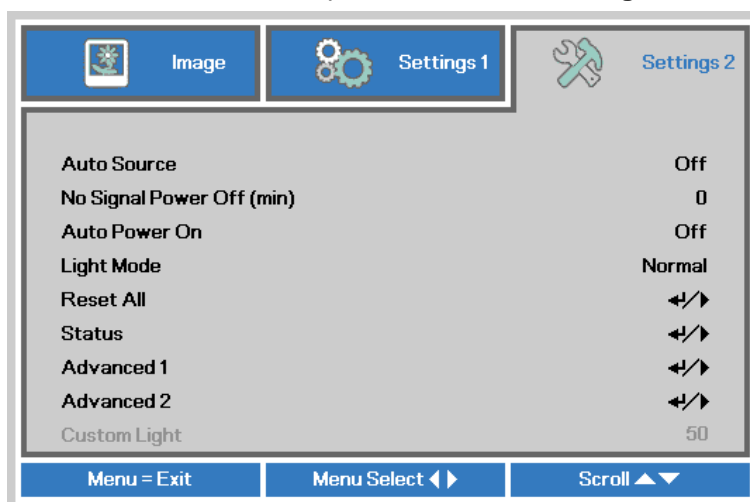 Image
Settings 1
Settings 2
Auto Source Off
No Signal Power Off (min) 0
Auto Power On Off
Light Mode Normal
Reset All ↵/▶
Status ↵/▶
Advanced 1 ↵/▶
Advanced 2 ↵/▶
Custom Light 50
Menu = Exit Menu Select ◀▶ Scroll ▲▼